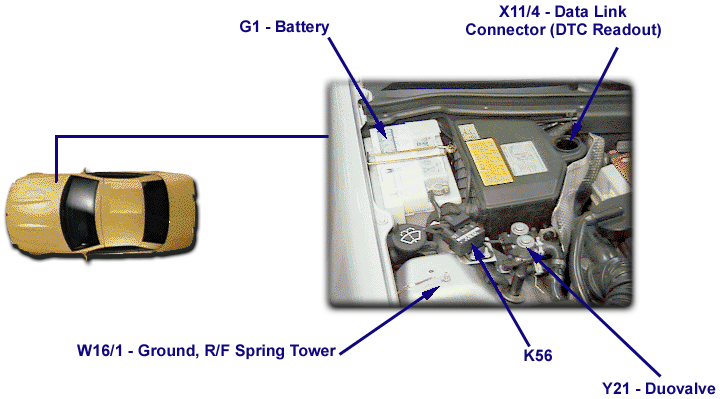 X11/4 - Data Link
Connector (DTC Readout)
G1 - Battery
W16/1 - Ground, R/F Spring Tower
K56
Y21 - Duovalve